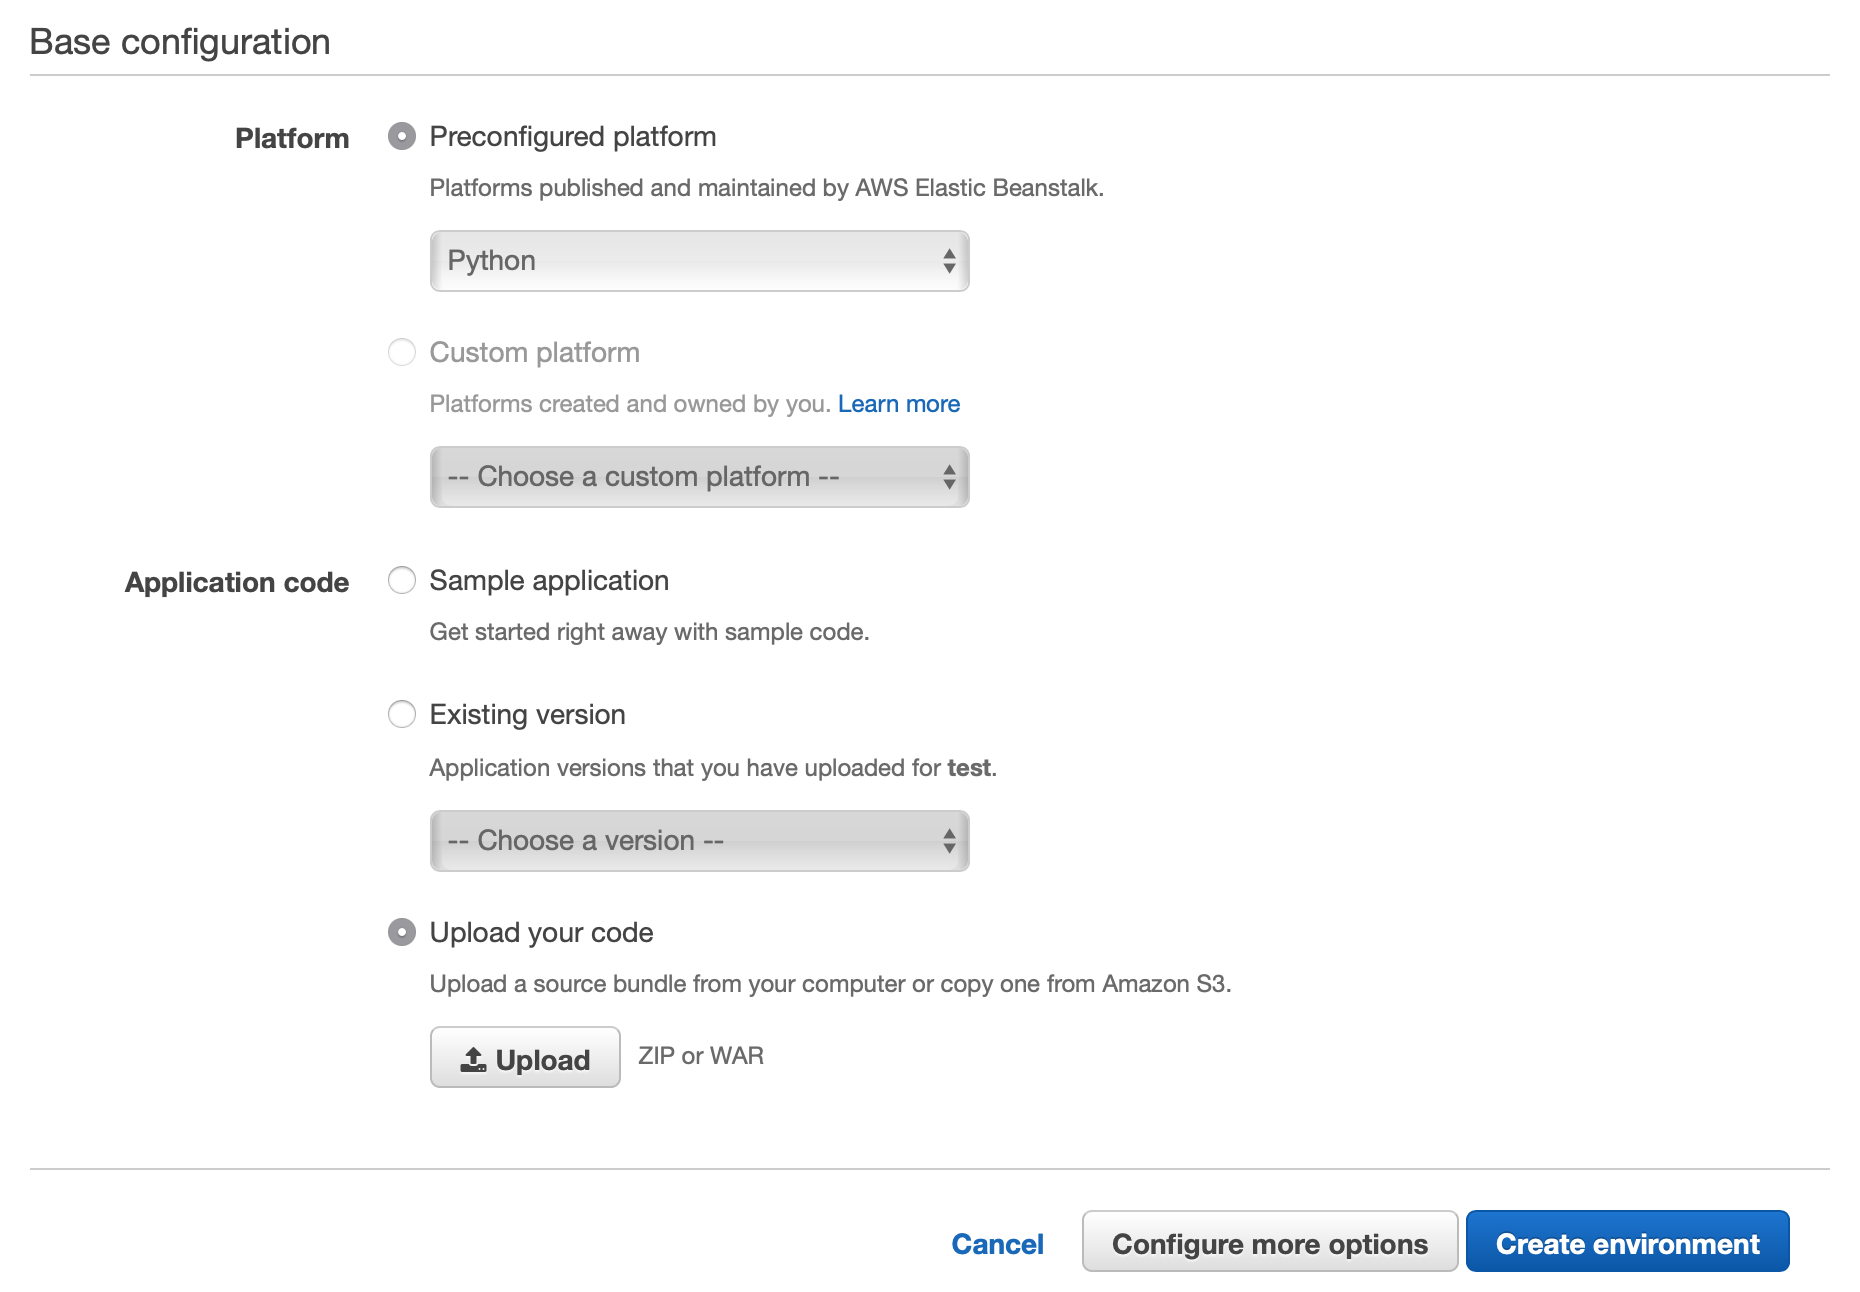 Base configuration
Platform
Preconfigured platform
Platforms published and maintained by AWS Elastic Beanstalk.
Python
Custom platform
Platforms created and owned by you. Learn more
-- Choose a custom platform --
Application code
Sample application
Get started right away with sample code.
Existing version
Application versions that you have uploaded for test.
-- Choose a version --
Upload your code
Upload a source bundle from your computer or copy one from Amazon S3.
Upload ZIP or WAR
Cancel Configure more options Create environment